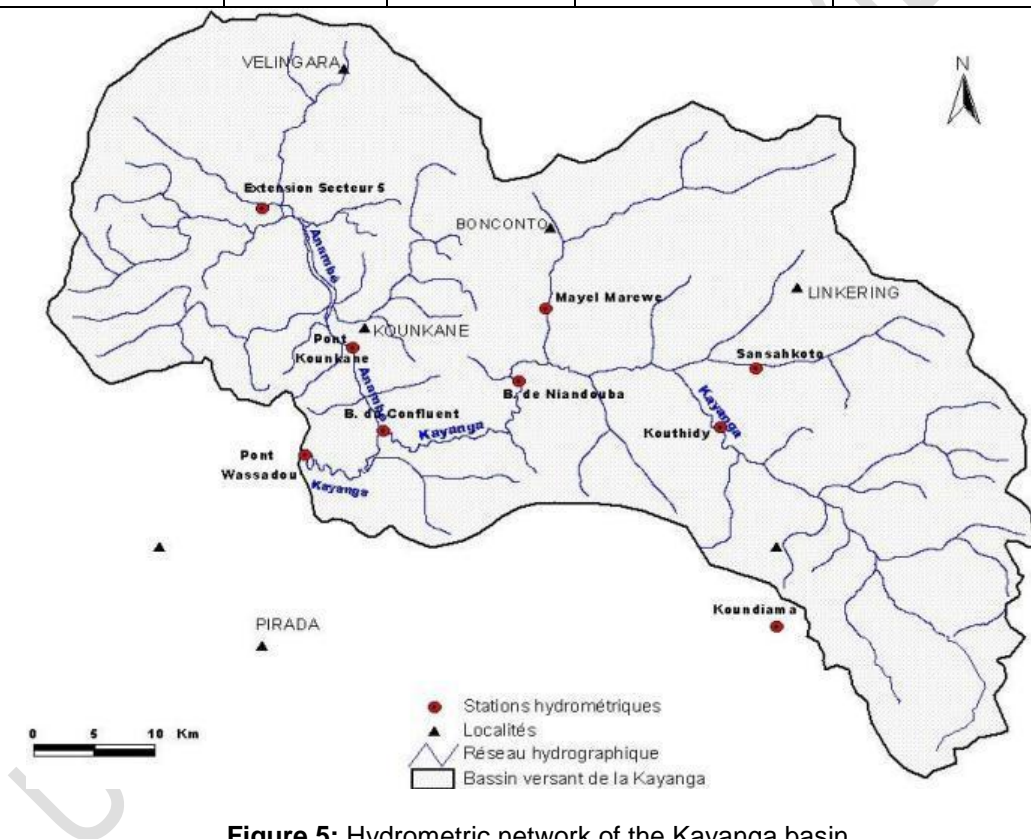 N
VELINGARA
Extension Secteur 5
BONCONTO
Anambé
Mayel Marewe
LINKERING
KOUNKANE
Pont
Kounkane
Sansahkoto
Anambé
B. de Niandouba
Kayanga
B. du Confluent
Kayanga
Kouthidy
Pont
Wassadou
Kayanga
Koundiama
PIRADA
Stations hydrométriques
Localités
0 5 10 Km
Réseau hydrographique
Bassin versant de la Kayanga
Figure 5: Hydrometric network of the Kayanga basin